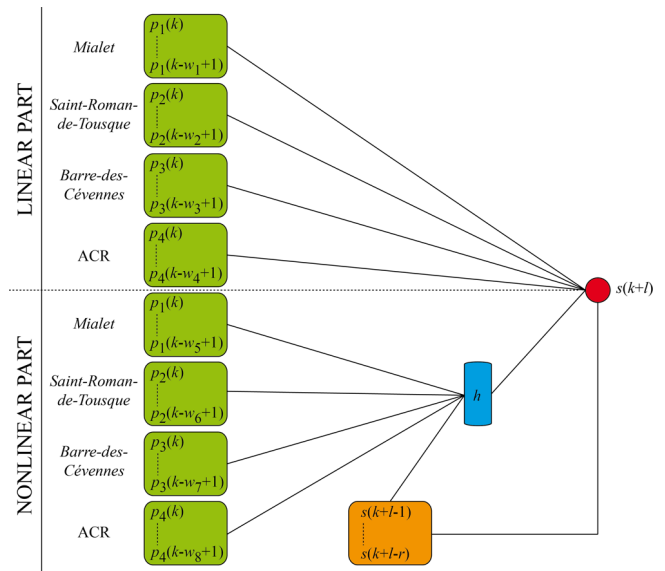 LINEAR PART
Mialet
p1(k)
p1(k-w1+1)
Saint-Roman-
de-Tousque
p2(k)
p2(k-w2+1)
Barre-des-
Cévennes
p3(k)
p3(k-w3+1)
ACR
p4(k)
p4(k-w4+1)
s(k+l)
NONLINEAR PART
Mialet
p1(k)
p1(k-w5+1)
Saint-Roman-
de-Tousque
p2(k)
p2(k-w6+1)
h
Barre-des-
Cévennes
p3(k)
p3(k-w7+1)
ACR
p4(k)
p4(k-w8+1)
s(k+l-1)
s(k+l-r)